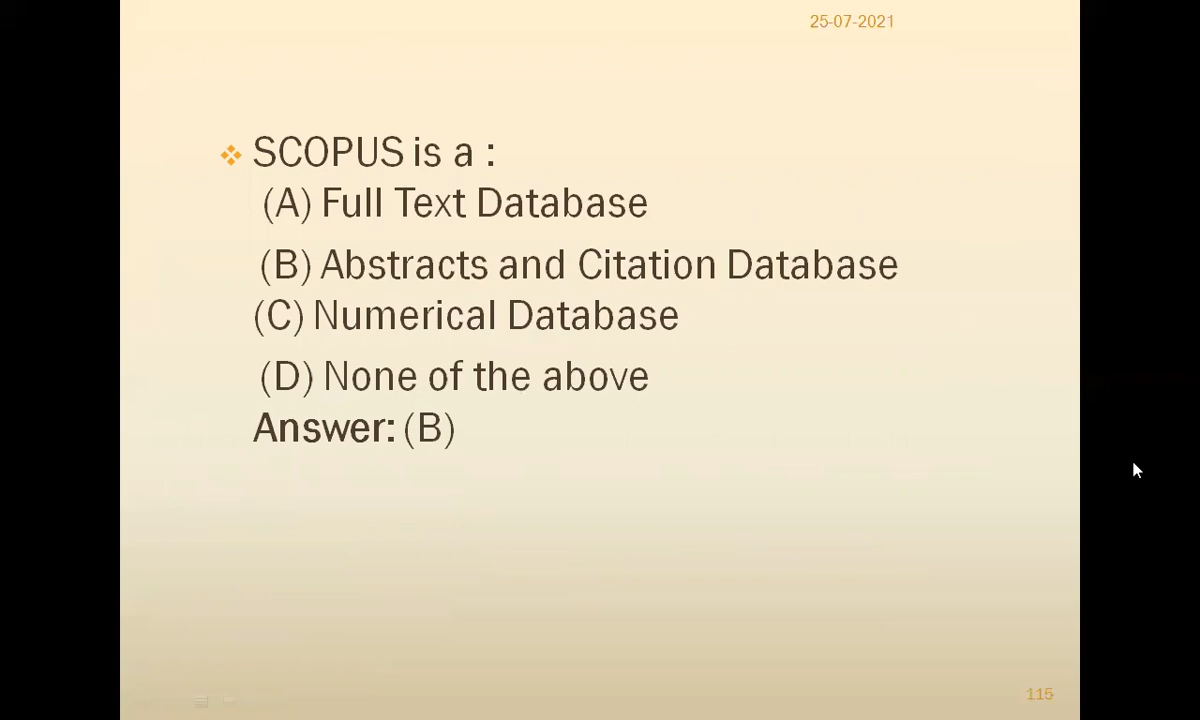 25-07-2021
SCOPUS is a :
(A) Full Text Database
(B) Abstracts and Citation Database
(C) Numerical Database
(D) None of the above
Answer: (B)
115